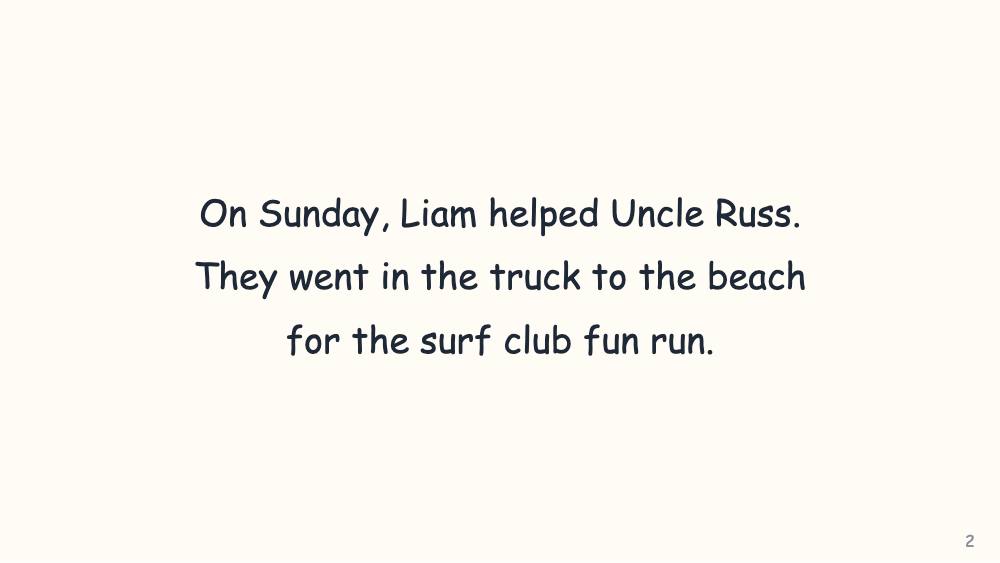 On Sunday, Liam helped Uncle Russ.
They went in the truck to the beach
for the surf club fun run.
2